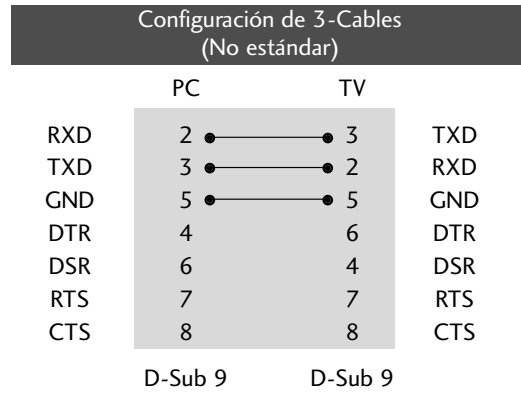 Configuración de 3-Cables
(No estándar)
PC TV
RXD 2 3 TXD
TXD 3 2 RXD
GND 5 5 GND
DTR 4 6 DTR
DSR 6 4 DSR
RTS 7 7 RTS
CTS 8 8 CTS
D-Sub 9 D-Sub 9